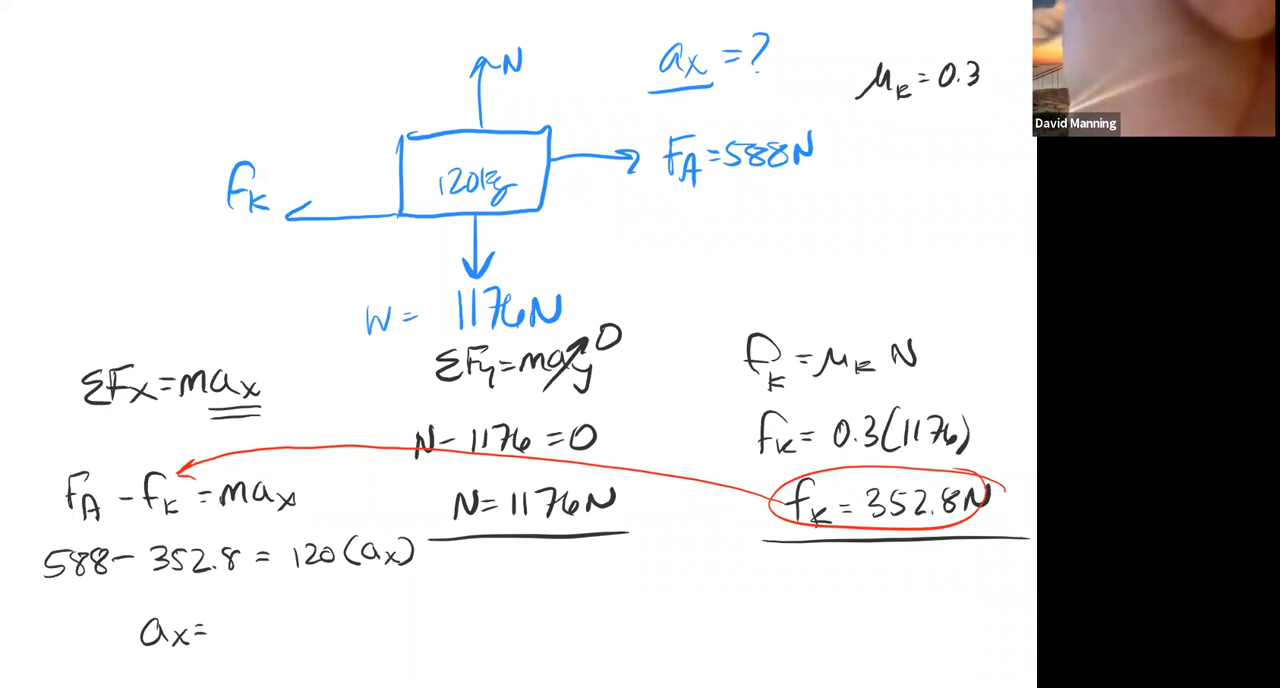 N
ax = ?
μk = 0.3
David Manning
FA = 588N
120kg
fk
W = 1176N
ΣFx = max
ΣFy = may 0
fk = μk N
N - 1176 = 0
fk = 0.3(1176)
FA - fk = max
N = 1176N
fk = 352.8N
588 - 352.8 = 120(ax)
ax =